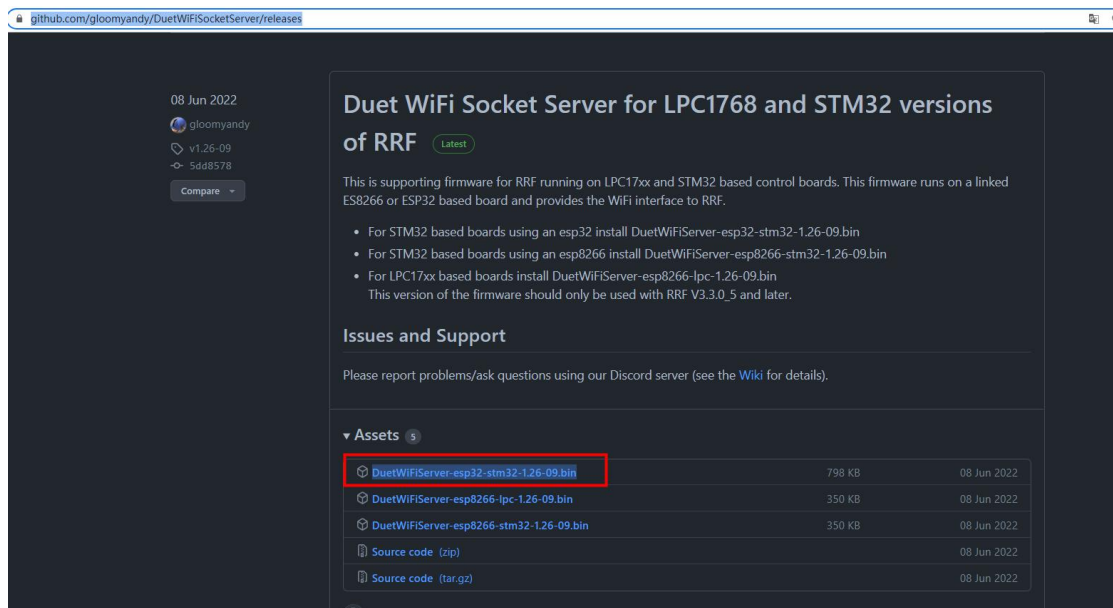 github.com/gloomyandy/DuetWiFiSocketServer/releases
08 Jun 2022
gloomyandy
v1.26-09
5dd8578
Compare
Duet WiFi Socket Server for LPC1768 and STM32 versions
of RRF Latest
This is supporting firmware for RRF running on LPC17xx and STM32 based control boards. This firmware runs on a linked
ES8266 or ESP32 based board and provides the WiFi interface to RRF.
• For STM32 based boards using an esp32 install DuetWiFiServer-esp32-stm32-1.26-09.bin
• For STM32 based boards using an esp8266 install DuetWiFiServer-esp8266-stm32-1.26-09.bin
• For LPC17xx based boards install DuetWiFiServer-esp8266-lpc-1.26-09.bin
This version of the firmware should only be used with RRF V3.3.0_5 and later.
Issues and Support
Please report problems/ask questions using our Discord server (see the Wiki for details).
Assets 5
DuetWiFiServer-esp32-stm32-1.26-09.bin 798 KB 08 Jun 2022
DuetWiFiServer-esp8266-lpc-1.26-09.bin 350 KB 08 Jun 2022
DuetWiFiServer-esp8266-stm32-1.26-09.bin 350 KB 08 Jun 2022
Source code (zip) 08 Jun 2022
Source code (tar.gz) 08 Jun 2022